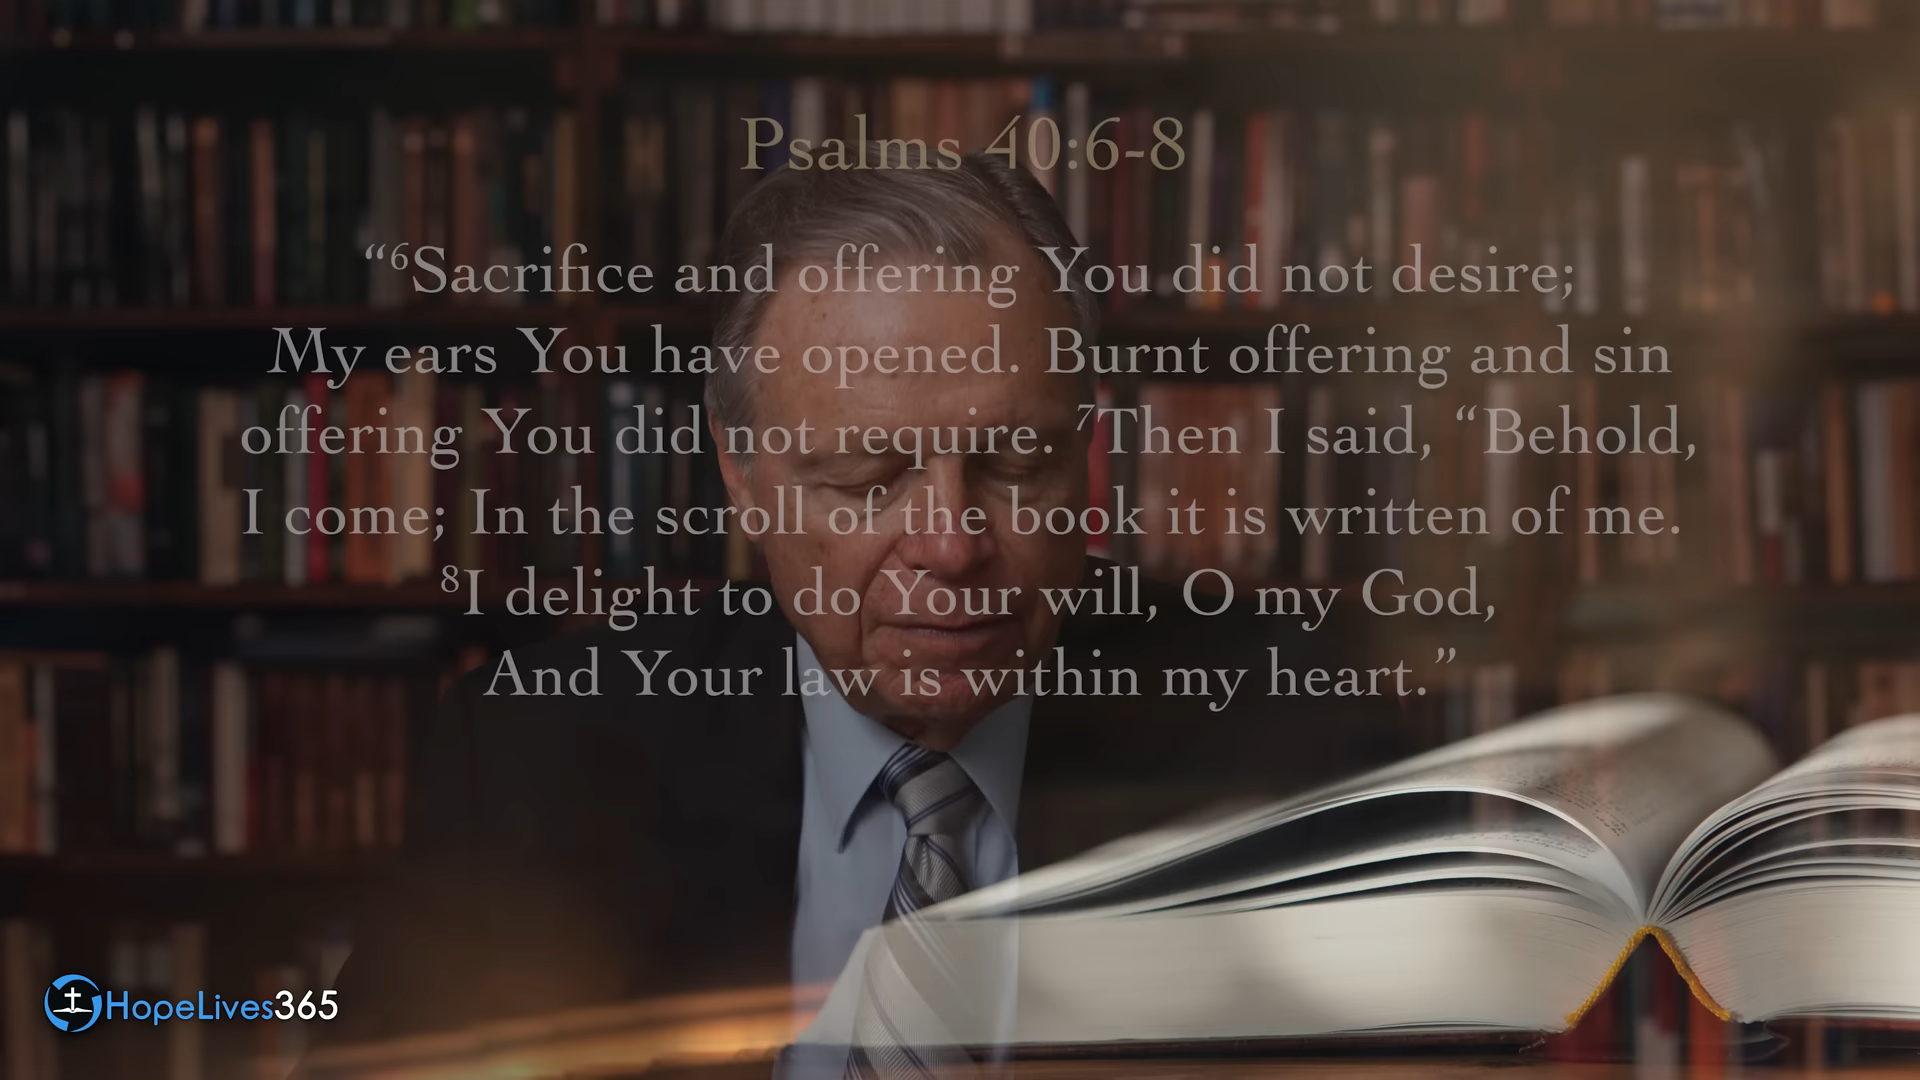 Psalms 40:6-8
“⁶Sacrifice and offering You did not desire;
My ears You have opened. Burnt offering and sin
offering You did not require. ⁷Then I said, “Behold,
I come; In the scroll of the book it is written of me.
⁸I delight to do Your will, O my God,
And Your law is within my heart.”
HopeLives365